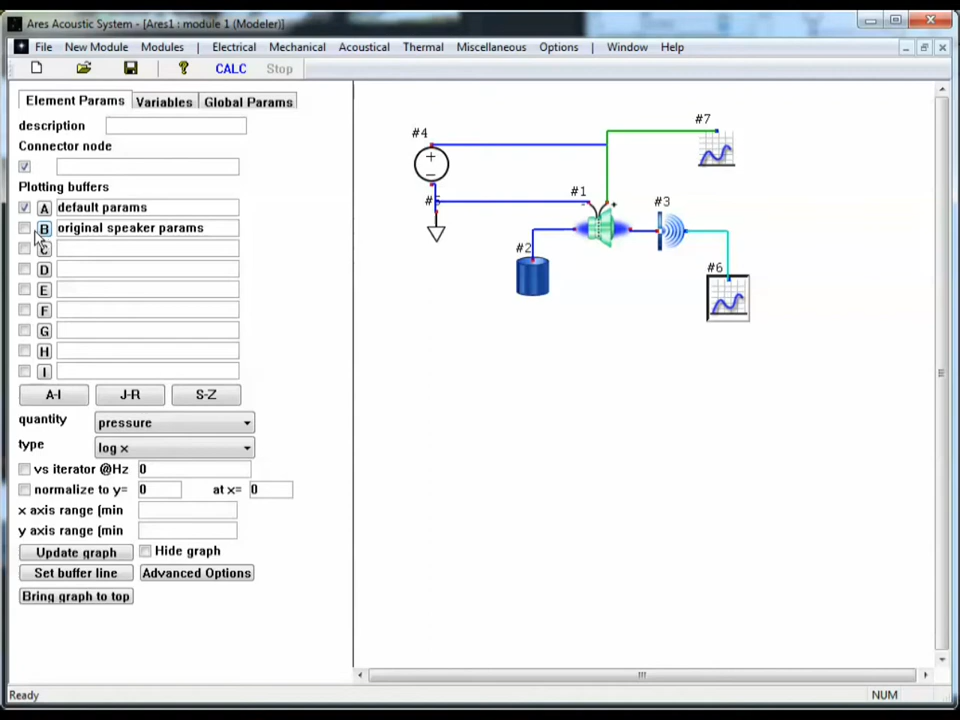 Ares Acoustic System - [Ares1 : module 1 (Modeler)]
File New Module Modules Electrical Mechanical Acoustical Thermal Miscellaneous Options Window Help
CALC Stop
Element Params Variables Global Params
description
Connector node
Plotting buffers
A default params
B original speaker params
C
D
E
F
G
H
I
A-I J-R S-Z
quantity pressure
type log x
vs iterator @Hz 0
normalize to y= 0 at x= 0
x axis range (min
y axis range (min
Update graph Hide graph
Set buffer line Advanced Options
Bring graph to top
#7
#4
#1
#3
#
#2
#6
Ready NUM